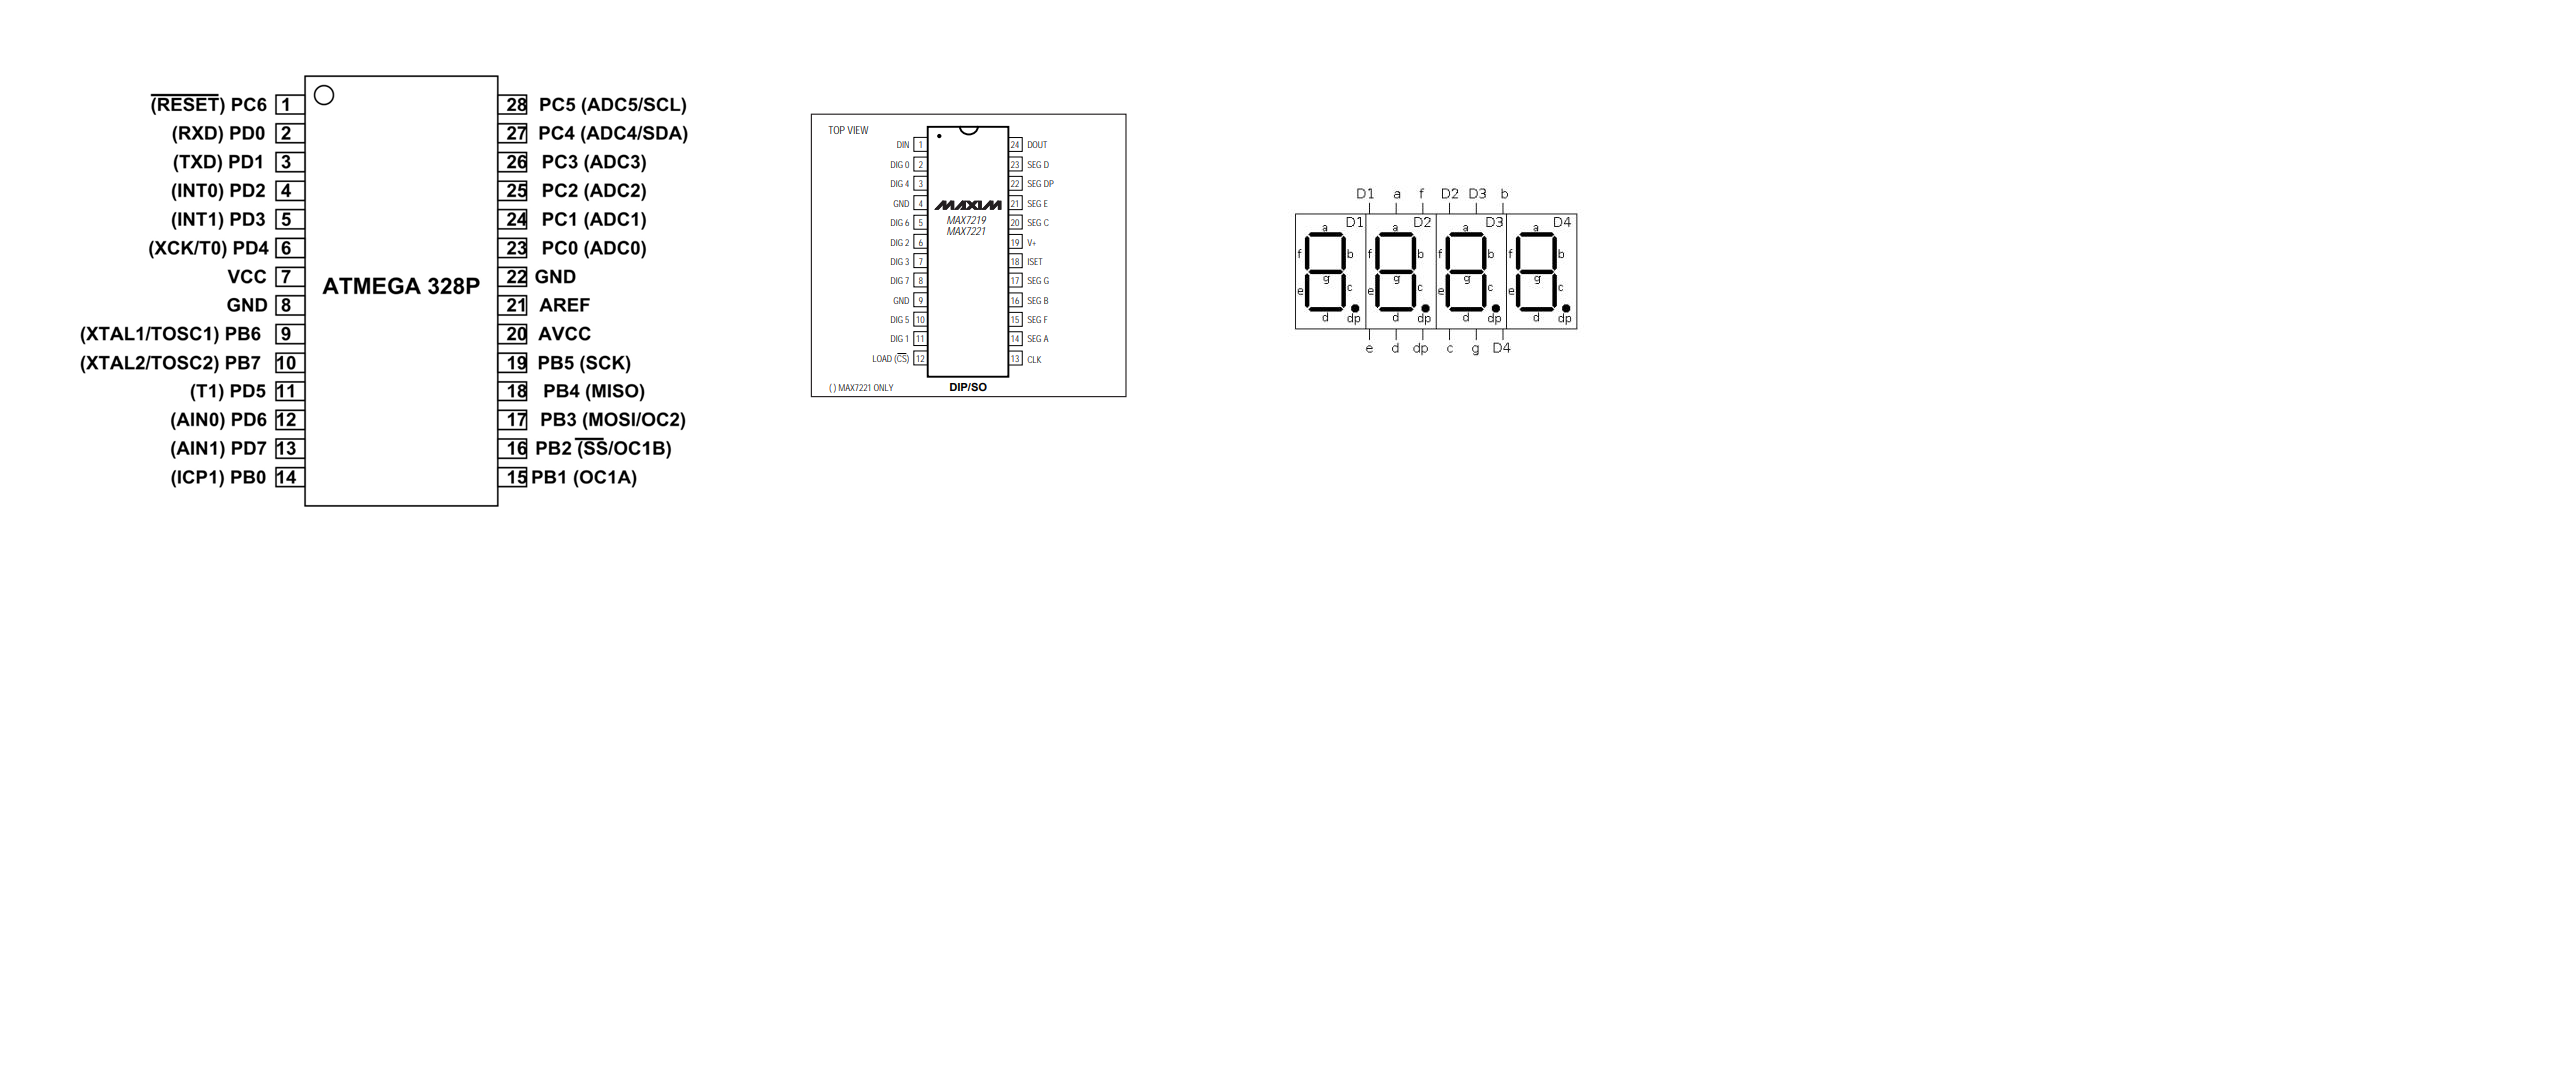 (RESET) PC6 1
(RXD) PD0 2
(TXD) PD1 3
(INT0) PD2 4
(INT1) PD3 5
(XCK/T0) PD4 6
VCC 7
GND 8
(XTAL1/TOSC1) PB6 9
(XTAL2/TOSC2) PB7 10
(T1) PD5 11
(AIN0) PD6 12
(AIN1) PD7 13
(ICP1) PB0 14
ATMEGA 328P
28 PC5 (ADC5/SCL)
27 PC4 (ADC4/SDA)
26 PC3 (ADC3)
25 PC2 (ADC2)
24 PC1 (ADC1)
23 PC0 (ADC0)
22 GND
21 AREF
20 AVCC
19 PB5 (SCK)
18 PB4 (MISO)
17 PB3 (MOSI/OC2)
16 PB2 (SS/OC1B)
15 PB1 (OC1A)
TOP VIEW
DIN 1
DIG 0 2
DIG 4 3
GND 4
DIG 6 5
DIG 2 6
DIG 3 7
DIG 7 8
GND 9
DIG 5 10
DIG 1 11
LOAD (CS) 12
MAXIM
MAX7219
MAX7221
24 DOUT
23 SEG D
22 SEG DP
21 SEG E
20 SEG C
19 V+
18 ISET
17 SEG G
16 SEG B
15 SEG F
14 SEG A
13 CLK
( ) MAX7221 ONLY
DIP/SO
D1 a f D2 D3 b
D1 D2 D3 D4
a a a a
f b f b f b f b
g g g g
e c e c e c e c
d dp d dp d dp d dp
e d dp c g D4